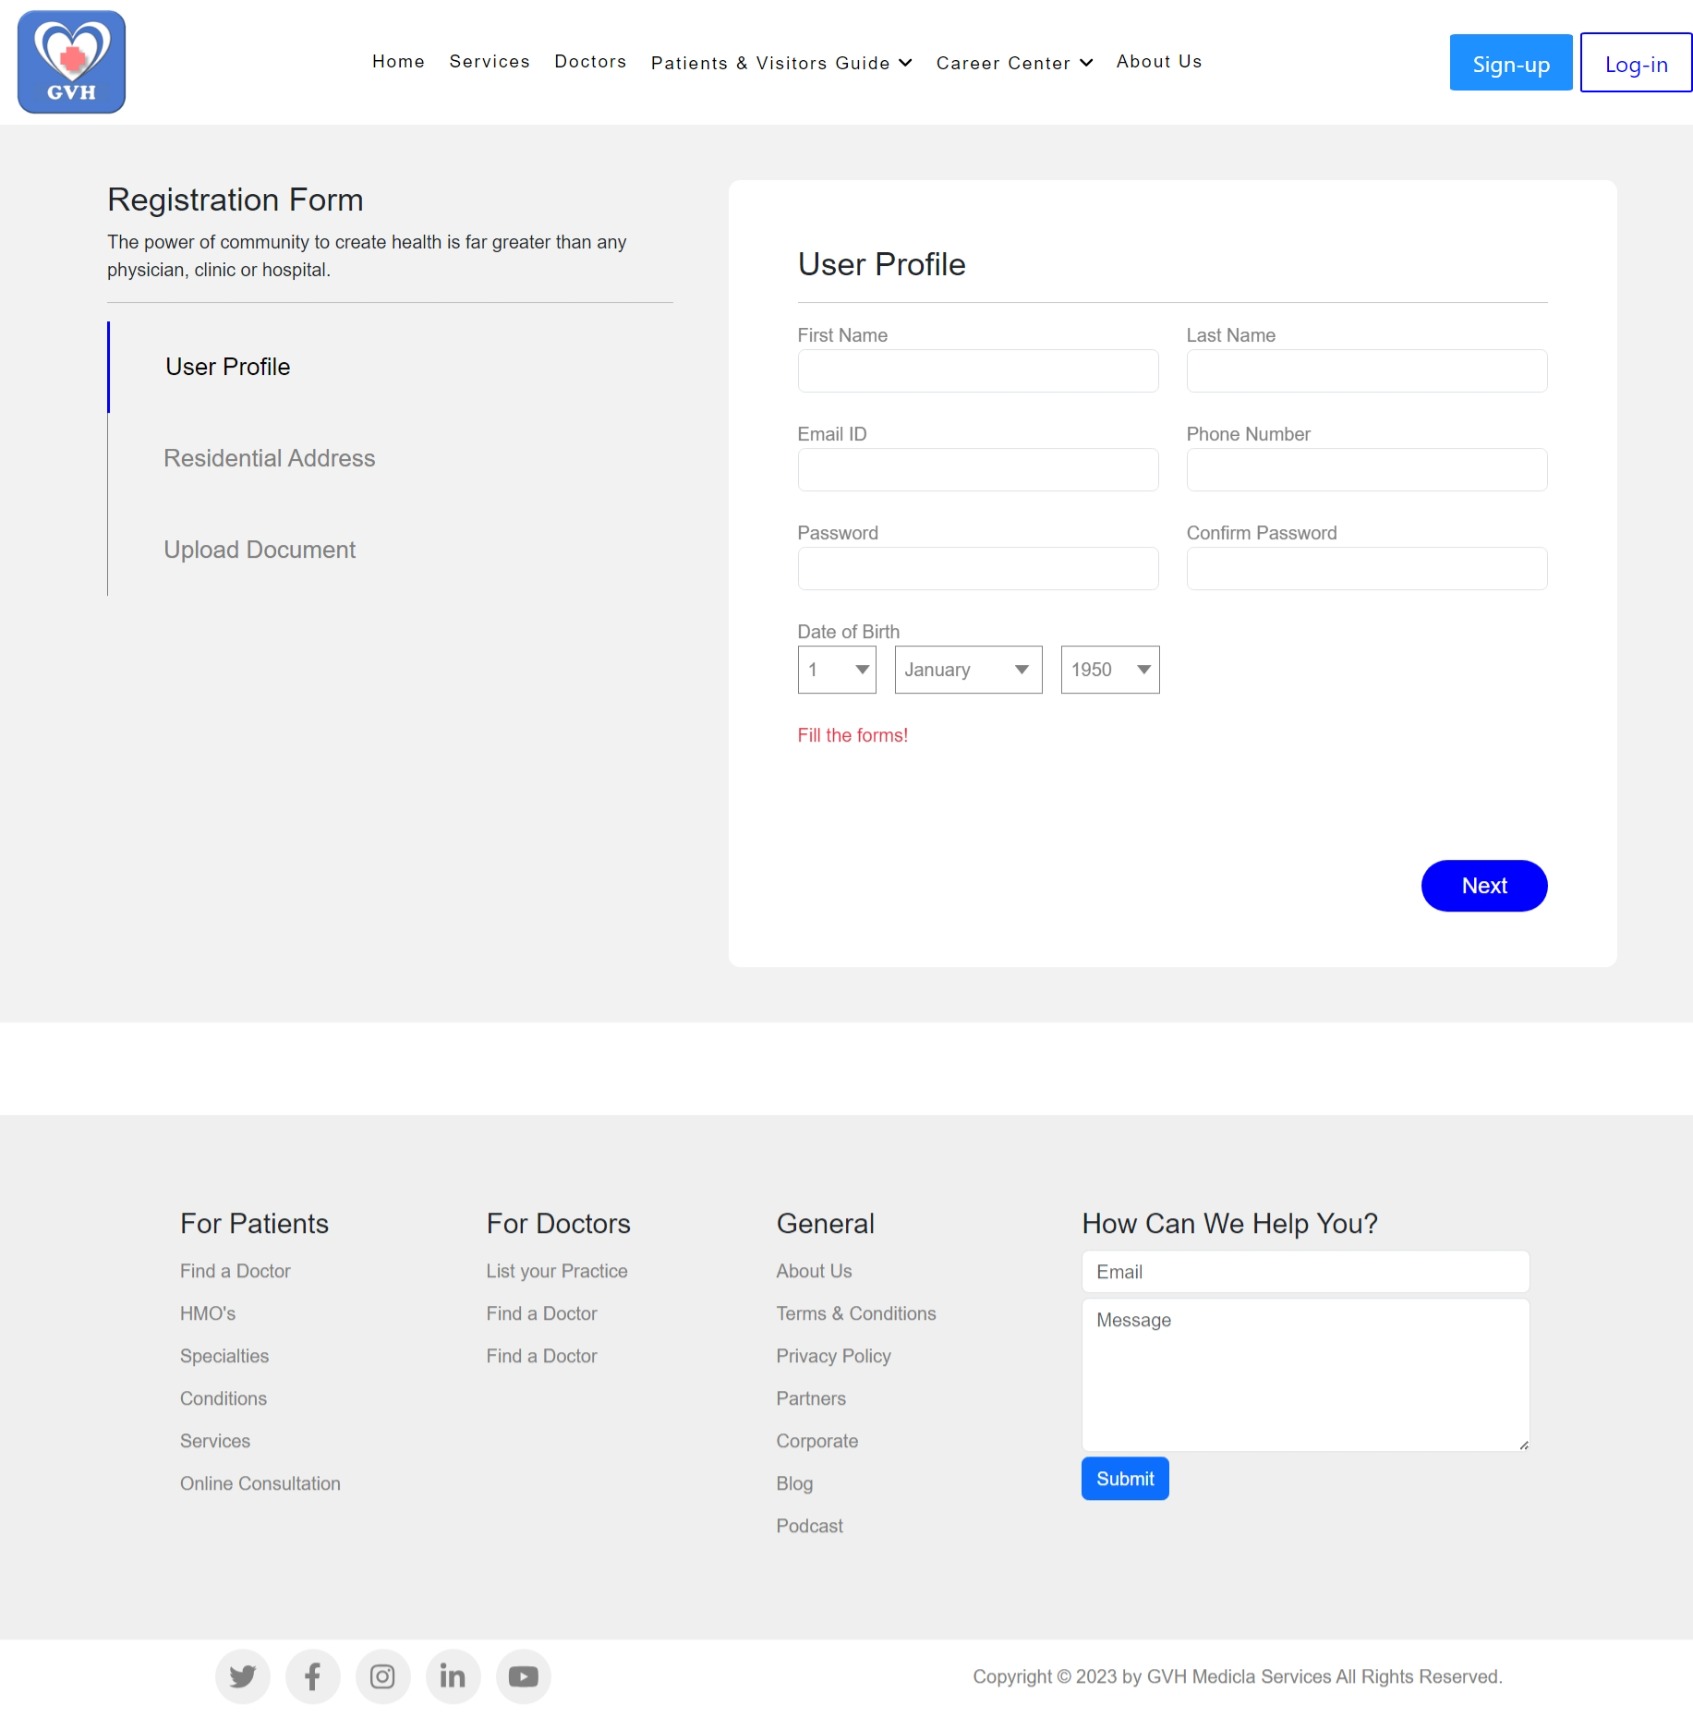 GVH
Home
Services
Doctors
Patients & Visitors Guide
Career Center
About Us
Sign-up
Log-in
Registration Form
The power of community to create health is far greater than any
physician, clinic or hospital.
User Profile
Residential Address
Upload Document
User Profile
First Name
Last Name
Email ID
Phone Number
Password
Confirm Password
Date of Birth
1
January
1950
Fill the forms!
Next
For Patients
Find a Doctor
HMO's
Specialties
Conditions
Services
Online Consultation
For Doctors
List your Practice
Find a Doctor
Find a Doctor
General
About Us
Terms & Conditions
Privacy Policy
Partners
Corporate
Blog
Podcast
How Can We Help You?
Email
Message
Submit
Copyright © 2023 by GVH Medicla Services All Rights Reserved.